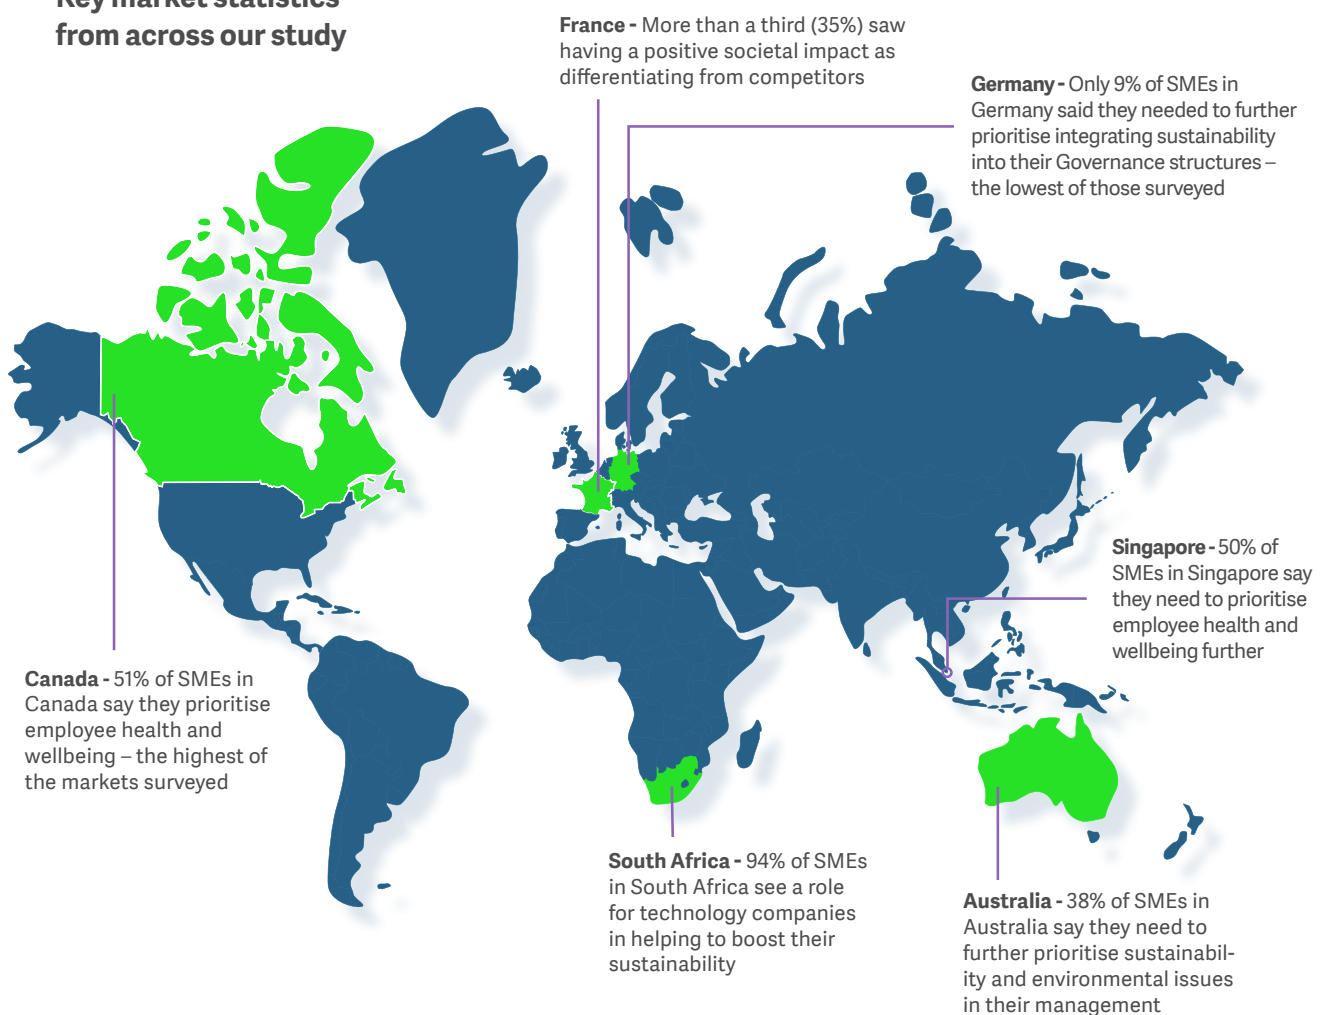 Key market statistics
from across our study
France - More than a third (35%) saw
having a positive societal impact as
differentiating from competitors
Germany - Only 9% of SMEs in
Germany said they needed to further
prioritise integrating sustainability
into their Governance structures –
the lowest of those surveyed
Singapore - 50% of
SMEs in Singapore say
they need to prioritise
employee health and
wellbeing further
Canada - 51% of SMEs in
Canada say they prioritise
employee health and
wellbeing – the highest of
the markets surveyed
South Africa - 94% of SMEs
in South Africa see a role
for technology companies
in helping to boost their
sustainability
Australia - 38% of SMEs in
Australia say they need to
further prioritise sustainabil-
ity and environmental issues
in their management